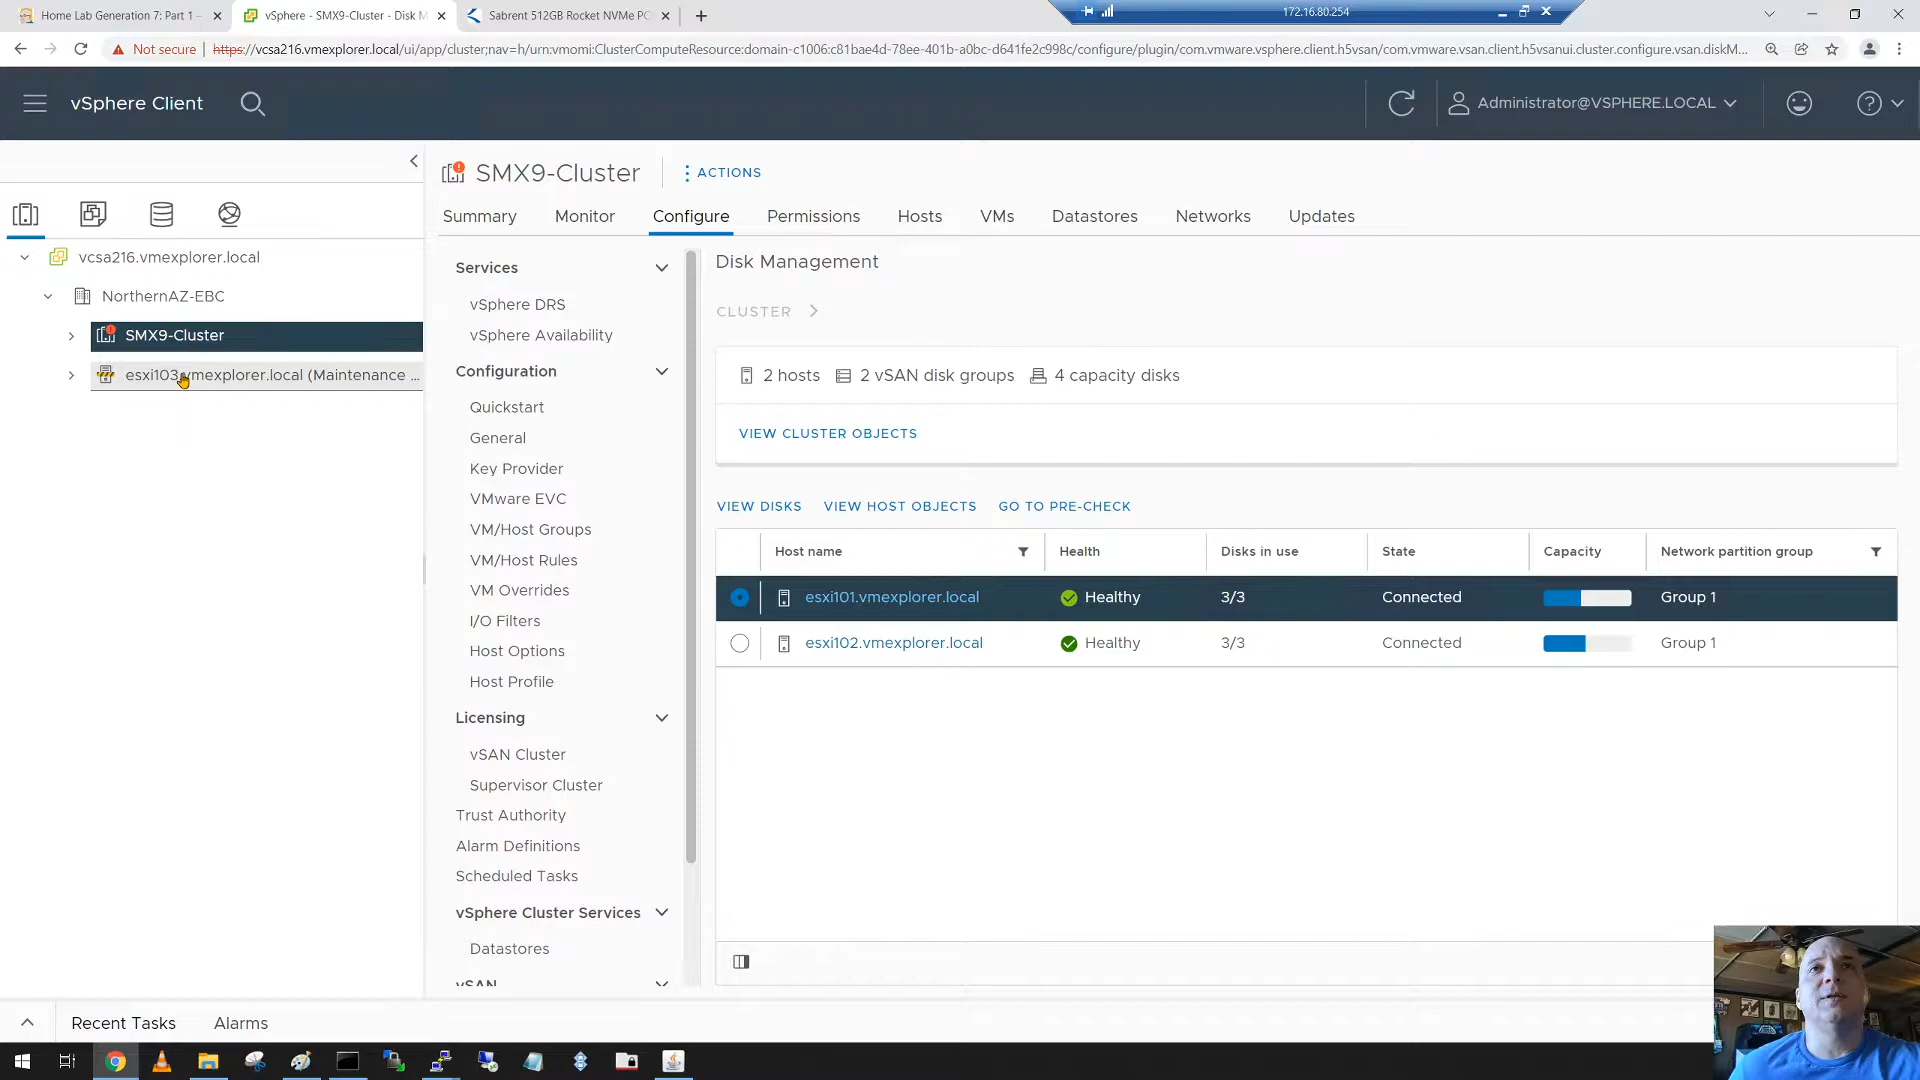 Home Lab Generation 7: Part 1 –
vSphere - SMX9-Cluster - Disk M
Sabrent 512GB Rocket NVMe PC
172.16.80.254
Not secure
https://vcsa216.vmexplorer.local/ui/app/cluster;nav=h/urn:vmomi:ClusterComputeResource:domain-c1006:c81bae4d-78ee-401b-a0bc-d641fe2c998c/configure/plugin/com.vmware.vsphere.client.h5vsan/com.vmware.vsan.client.h5vsanui.cluster.configure.vsan.diskM...
vSphere Client
Administrator@VSPHERE.LOCAL
SMX9-Cluster
ACTIONS
Summary
Monitor
Configure
Permissions
Hosts
VMs
Datastores
Networks
Updates
vcsa216.vmexplorer.local
NorthernAZ-EBC
SMX9-Cluster
esxi103.vmexplorer.local (Maintenance ...
Services
vSphere DRS
vSphere Availability
Configuration
Quickstart
General
Key Provider
VMware EVC
VM/Host Groups
VM/Host Rules
VM Overrides
I/O Filters
Host Options
Host Profile
Licensing
vSAN Cluster
Supervisor Cluster
Trust Authority
Alarm Definitions
Scheduled Tasks
vSphere Cluster Services
Datastores
vSAN
Disk Management
CLUSTER
2 hosts
2 vSAN disk groups
4 capacity disks
VIEW CLUSTER OBJECTS
VIEW DISKS
VIEW HOST OBJECTS
GO TO PRE-CHECK
Host name
Health
Disks in use
State
Capacity
Network partition group
esxi101.vmexplorer.local
Healthy
3/3
Connected
Group 1
esxi102.vmexplorer.local
Healthy
3/3
Connected
Group 1
Recent Tasks
Alarms